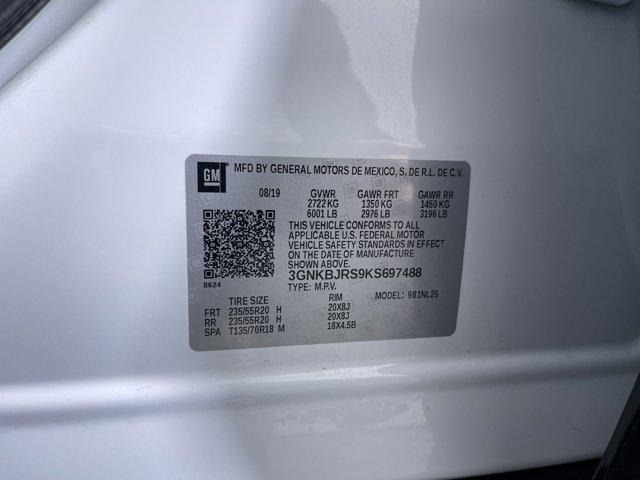 GM
MFD BY GENERAL MOTORS DE MEXICO, S. DE R.L. DE C.V.
08/19 GVWR GAWR FRT GAWR RR
2722 KG 1350 KG 1450 KG
6001 LB 2976 LB 3196 LB
THIS VEHICLE CONFORMS TO ALL
APPLICABLE U.S. FEDERAL MOTOR
VEHICLE SAFETY STANDARDS IN EFFECT
ON THE DATE OF MANUFACTURE
SHOWN ABOVE.
3GNKBJRS9KS697488
8624
TYPE: M.P.V. 981NL26
TIRE SIZE RIM
FRT 235/55R20 H 20X8J
RR 235/55R20 H 20X8J
SPA T135/70R18 M 18X4.5B